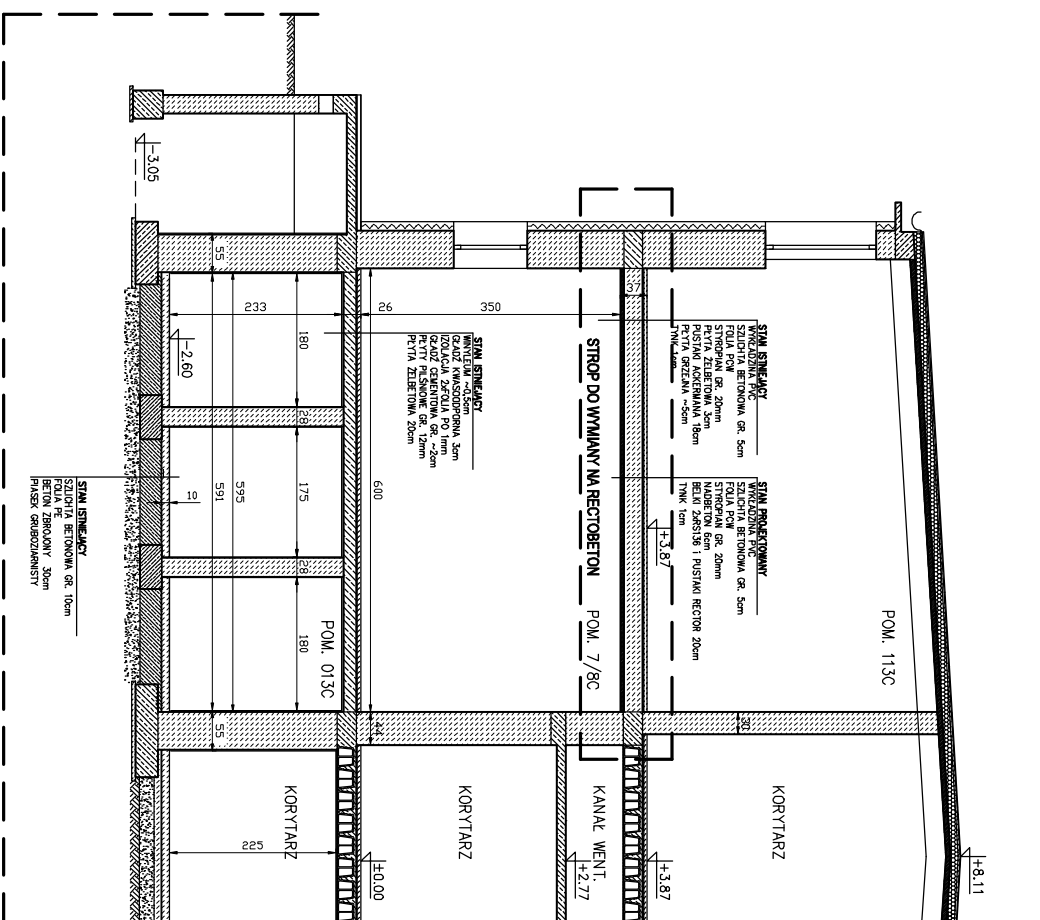 +8.11
POM. 113C
KORYTARZ
STAN ISTNIEJĄCY
WYKŁADZINA PVC
SZLICHTA BETONOWA GR. 5cm
FOLIA PCW
STYROPIAN GR. 20mm
PŁYTA ŻELBETOWA 3cm
PUSTAKI ACKERMANA 18cm
PŁYTA GRZEJNA ~5cm
TYNK 1cm
STAN PROJEKTOWANY
WYKŁADZINA PVC
SZLICHTA BETONOWA GR. 5cm
FOLIA PCW
STYROPIAN GR. 20mm
NADBETON 6cm
BELKI 2xRS136 i PUSTAKI RECTOR 20cm
TYNK 1cm
30
+3.87
+3.87
37
STROP DO WYMIANY NA RECTOBETON
POM. 7/8C
KANAŁ WENT.
+2.77
350
26
KORYTARZ
STAN ISTNIEJĄCY
WINYLEUM ~0,5cm
GŁADŹ KWASOODPORNA 3cm
IZOLACJA 2xFOLIA PO 1mm
GŁADŹ CEMENTOWA GR. ~2cm
PŁYTY PILŚNIOWE GR. 12mm
PŁYTA ŻELBETOWA 20cm
600
44
±0.00
POM. 013C
KORYTARZ
180
28
175
28
180
233
595
225
55
591
55
-2.60
10
-3.05
STAN ISTNIEJĄCY
SZLICHTA BETONOWA GR. 10cm
FOLIA PE
BETON ZBROJONY 30cm
PIASEK GRUBOZIARNISTY